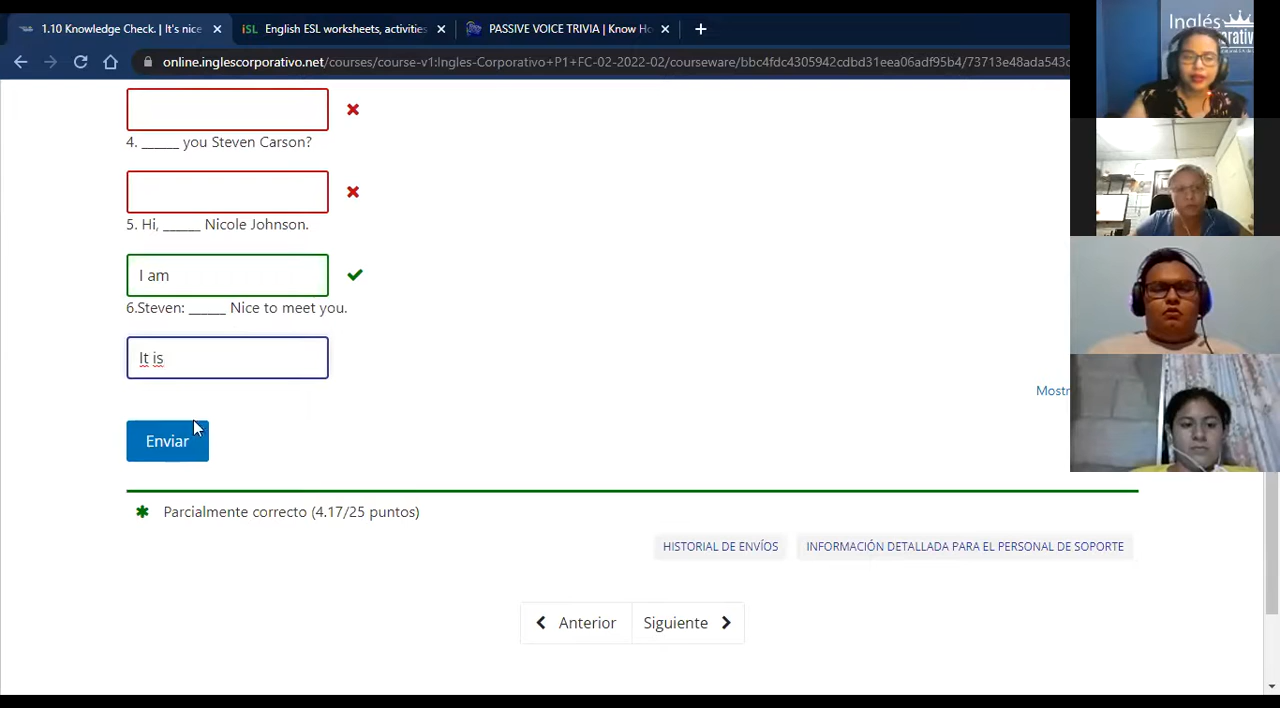 1.10 Knowledge Check. | It's nice
iSL English ESL worksheets, activities
PASSIVE VOICE TRIVIA | Know Ho
online.inglescorporativo.net/courses/course-v1:Ingles-Corporativo+P1+FC-02-2022-02/courseware/bbc4fdc4305942cdbd31eea06adf95b4/73713e48ada543c
Inglés
4. ______ you Steven Carson?
5. Hi, ______ Nicole Johnson.
I am
6.Steven: ______ Nice to meet you.
It is
Mostr
Enviar
Parcialmente correcto (4.17/25 puntos)
HISTORIAL DE ENVÍOS
INFORMACIÓN DETALLADA PARA EL PERSONAL DE SOPORTE
Anterior
Siguiente